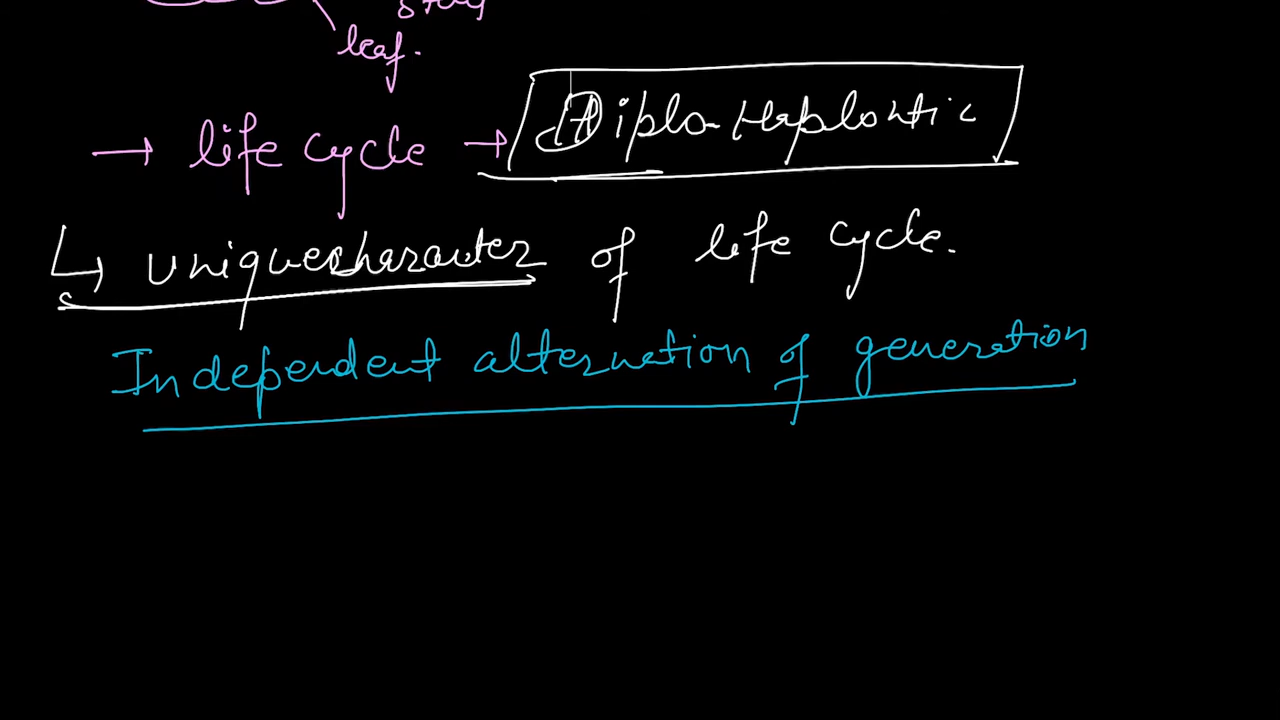 leaf.
→ life cycle → Diplo-Haplontic
↳ uniquecharacter of life cycle.
Independent alternation of generation